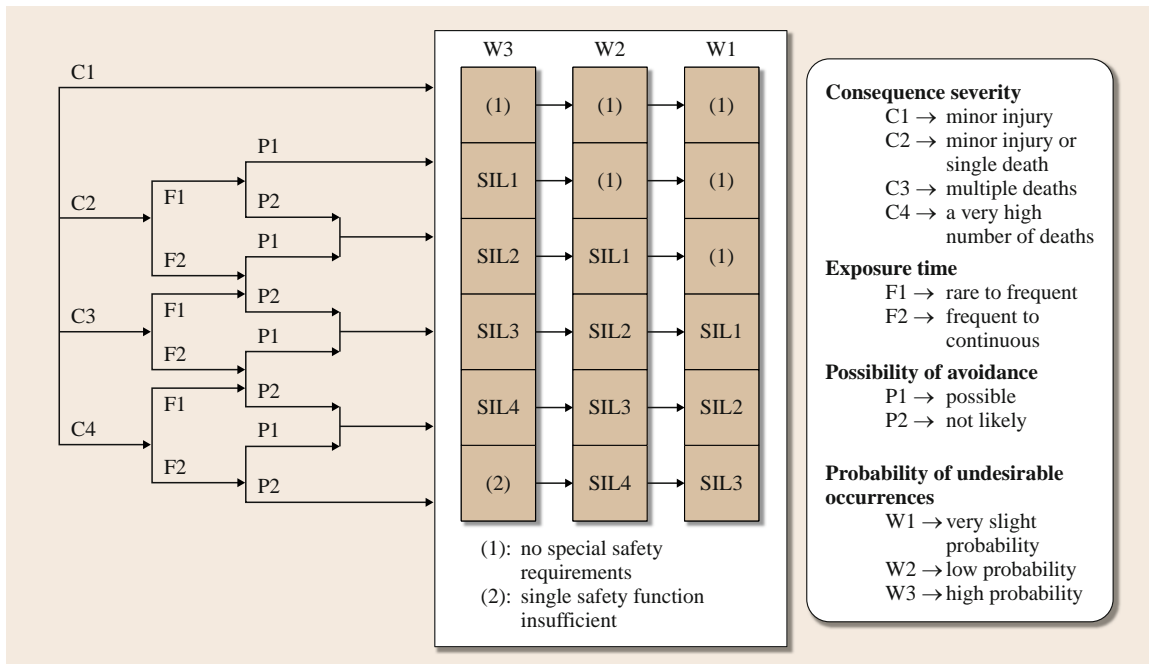 C1
C2
C3
C4
F1
F2
F1
F2
F1
F2
P1
P2
P1
P2
P1
P2
P1
P2
W3 W2 W1
(1) (1) (1)
SIL1 (1) (1)
SIL2 SIL1 (1)
SIL3 SIL2 SIL1
SIL4 SIL3 SIL2
(2) SIL4 SIL3
(1): no special safety
requirements
(2): single safety function
insufficient
Consequence severity
C1 → minor injury
C2 → minor injury or
single death
C3 → multiple deaths
C4 → a very high
number of deaths
Exposure time
F1 → rare to frequent
F2 → frequent to
continuous
Possibility of avoidance
P1 → possible
P2 → not likely
Probability of undesirable
occurrences
W1 → very slight
probability
W2 → low probability
W3 → high probability